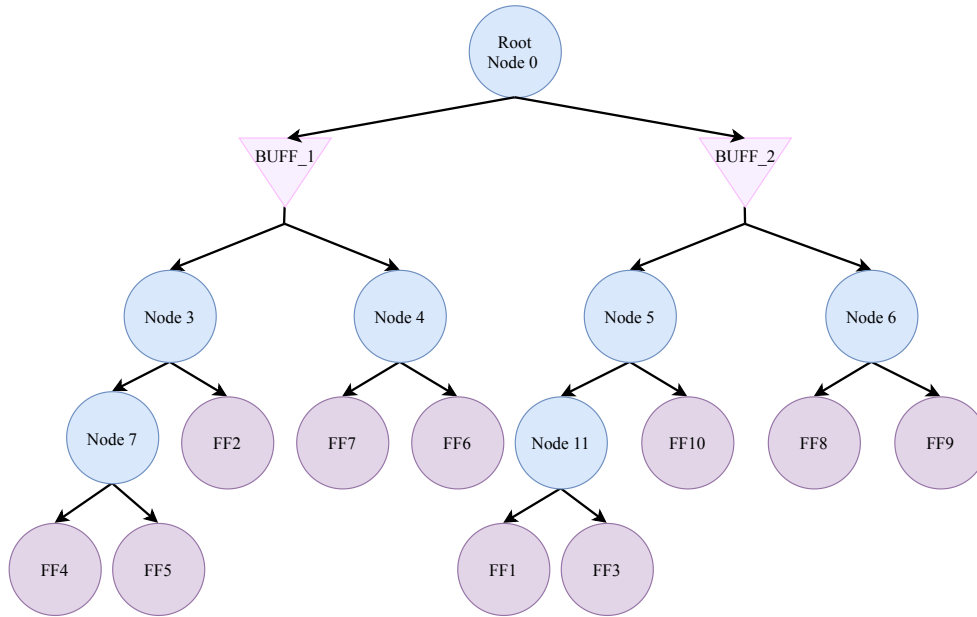 Root
Node 0
BUFF_1
BUFF_2
Node 3
Node 4
Node 5
Node 6
Node 7
FF2
FF7
FF6
Node 11
FF10
FF8
FF9
FF4
FF5
FF1
FF3